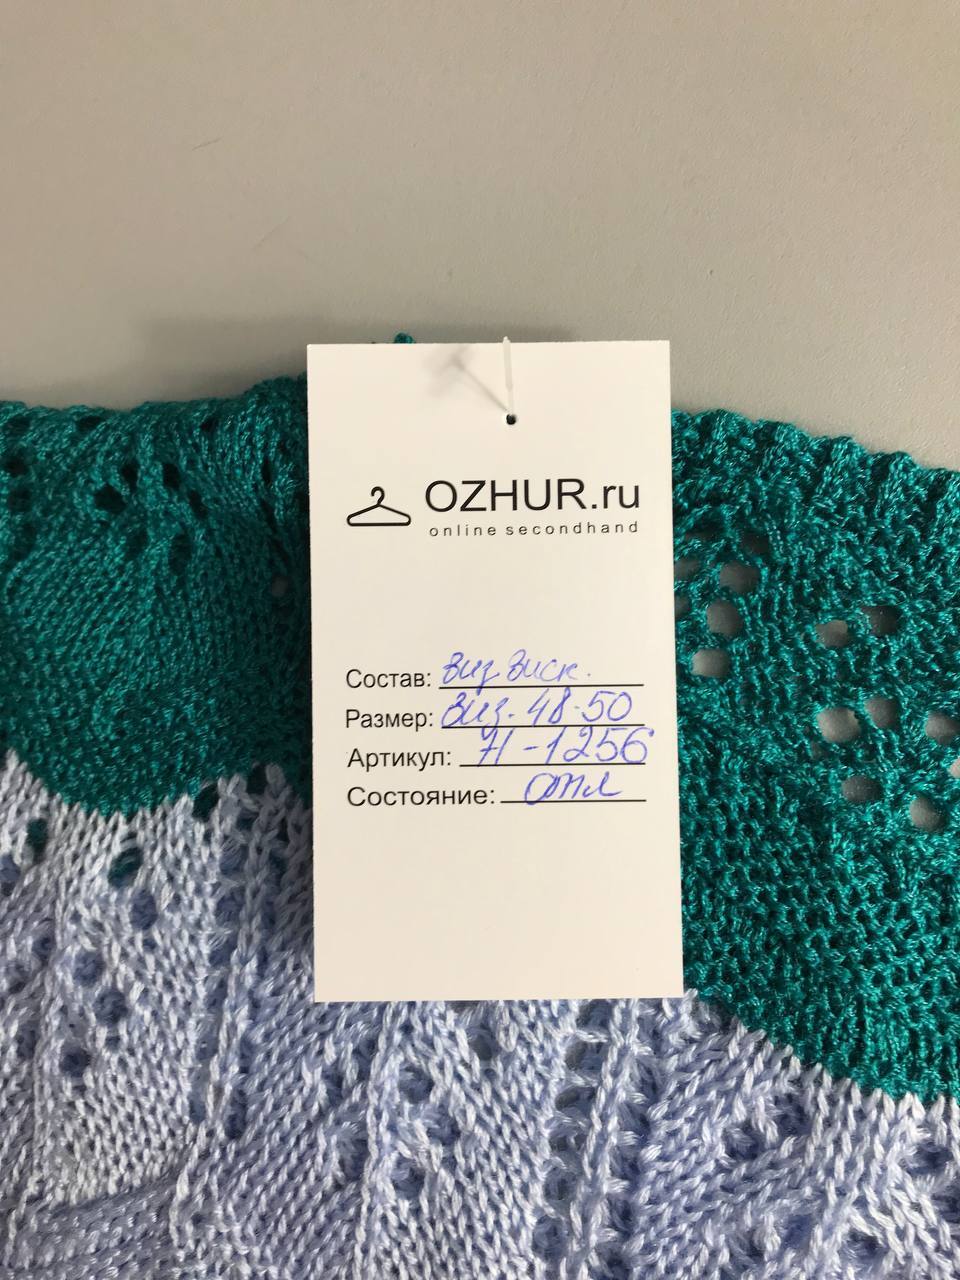 OZHUR.ru
online secondhand
Состав: виз виск.
Размер: виз. 48-50
Артикул: Н-1256
Состояние: отл